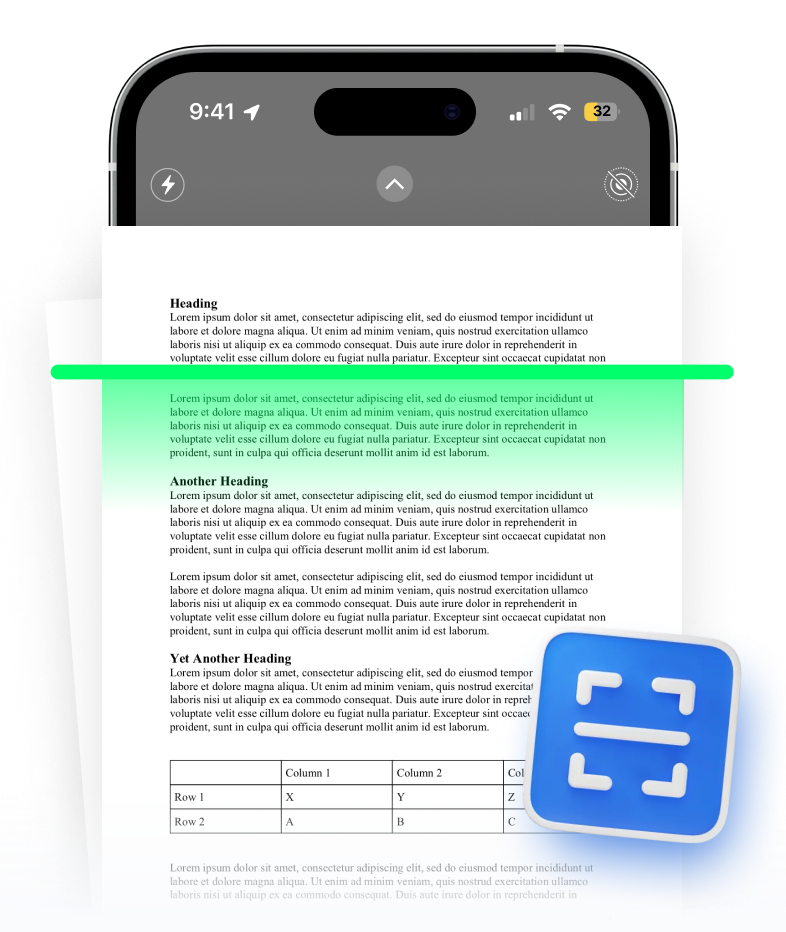 9:41
32
Heading
Lorem ipsum dolor sit amet, consectetur adipiscing elit, sed do eiusmod tempor incididunt ut
labore et dolore magna aliqua. Ut enim ad minim veniam, quis nostrud exercitation ullamco
laboris nisi ut aliquip ex ea commodo consequat. Duis aute irure dolor in reprehenderit in
voluptate velit esse cillum dolore eu fugiat nulla pariatur. Excepteur sint occaecat cupidatat non
Lorem ipsum dolor sit amet, consectetur adipiscing elit, sed do eiusmod tempor incididunt ut
labore et dolore magna aliqua. Ut enim ad minim veniam, quis nostrud exercitation ullamco
laboris nisi ut aliquip ex ea commodo consequat. Duis aute irure dolor in reprehenderit in
voluptate velit esse cillum dolore eu fugiat nulla pariatur. Excepteur sint occaecat cupidatat non
proident, sunt in culpa qui officia deserunt mollit anim id est laborum.
Another Heading
Lorem ipsum dolor sit amet, consectetur adipiscing elit, sed do eiusmod tempor incididunt ut
labore et dolore magna aliqua. Ut enim ad minim veniam, quis nostrud exercitation ullamco
laboris nisi ut aliquip ex ea commodo consequat. Duis aute irure dolor in reprehenderit in
voluptate velit esse cillum dolore eu fugiat nulla pariatur. Excepteur sint occaecat cupidatat non
proident, sunt in culpa qui officia deserunt mollit anim id est laborum.
Lorem ipsum dolor sit amet, consectetur adipiscing elit, sed do eiusmod tempor incididunt ut
labore et dolore magna aliqua. Ut enim ad minim veniam, quis nostrud exercitation ullamco
laboris nisi ut aliquip ex ea commodo consequat. Duis aute irure dolor in reprehenderit in
voluptate velit esse cillum dolore eu fugiat nulla pariatur. Excepteur sint occaecat cupidatat non
proident, sunt in culpa qui officia deserunt mollit anim id est laborum.
Yet Another Heading
Lorem ipsum dolor sit amet, consectetur adipiscing elit, sed do eiusmod tempor
labore et dolore magna aliqua. Ut enim ad minim veniam, quis nostrud
laboris nisi ut aliquip ex ea commodo consequat. Duis aute irure dolor in
voluptate velit esse cillum dolore eu fugiat nulla pariatur. Excepteur sint
proident, sunt in culpa qui officia deserunt mollit anim id est laborum.
Column 1 Column 2
Row 1 X Y Z
Row 2 A B C
Lorem ipsum dolor sit amet, consectetur adipiscing elit, sed do eiusmod tempor incididunt ut
labore et dolore magna aliqua. Ut enim ad minim veniam, quis nostrud exercitation ullamco
laboris nisi ut aliquip ex ea commodo consequat. Duis aute irure dolor in reprehenderit in